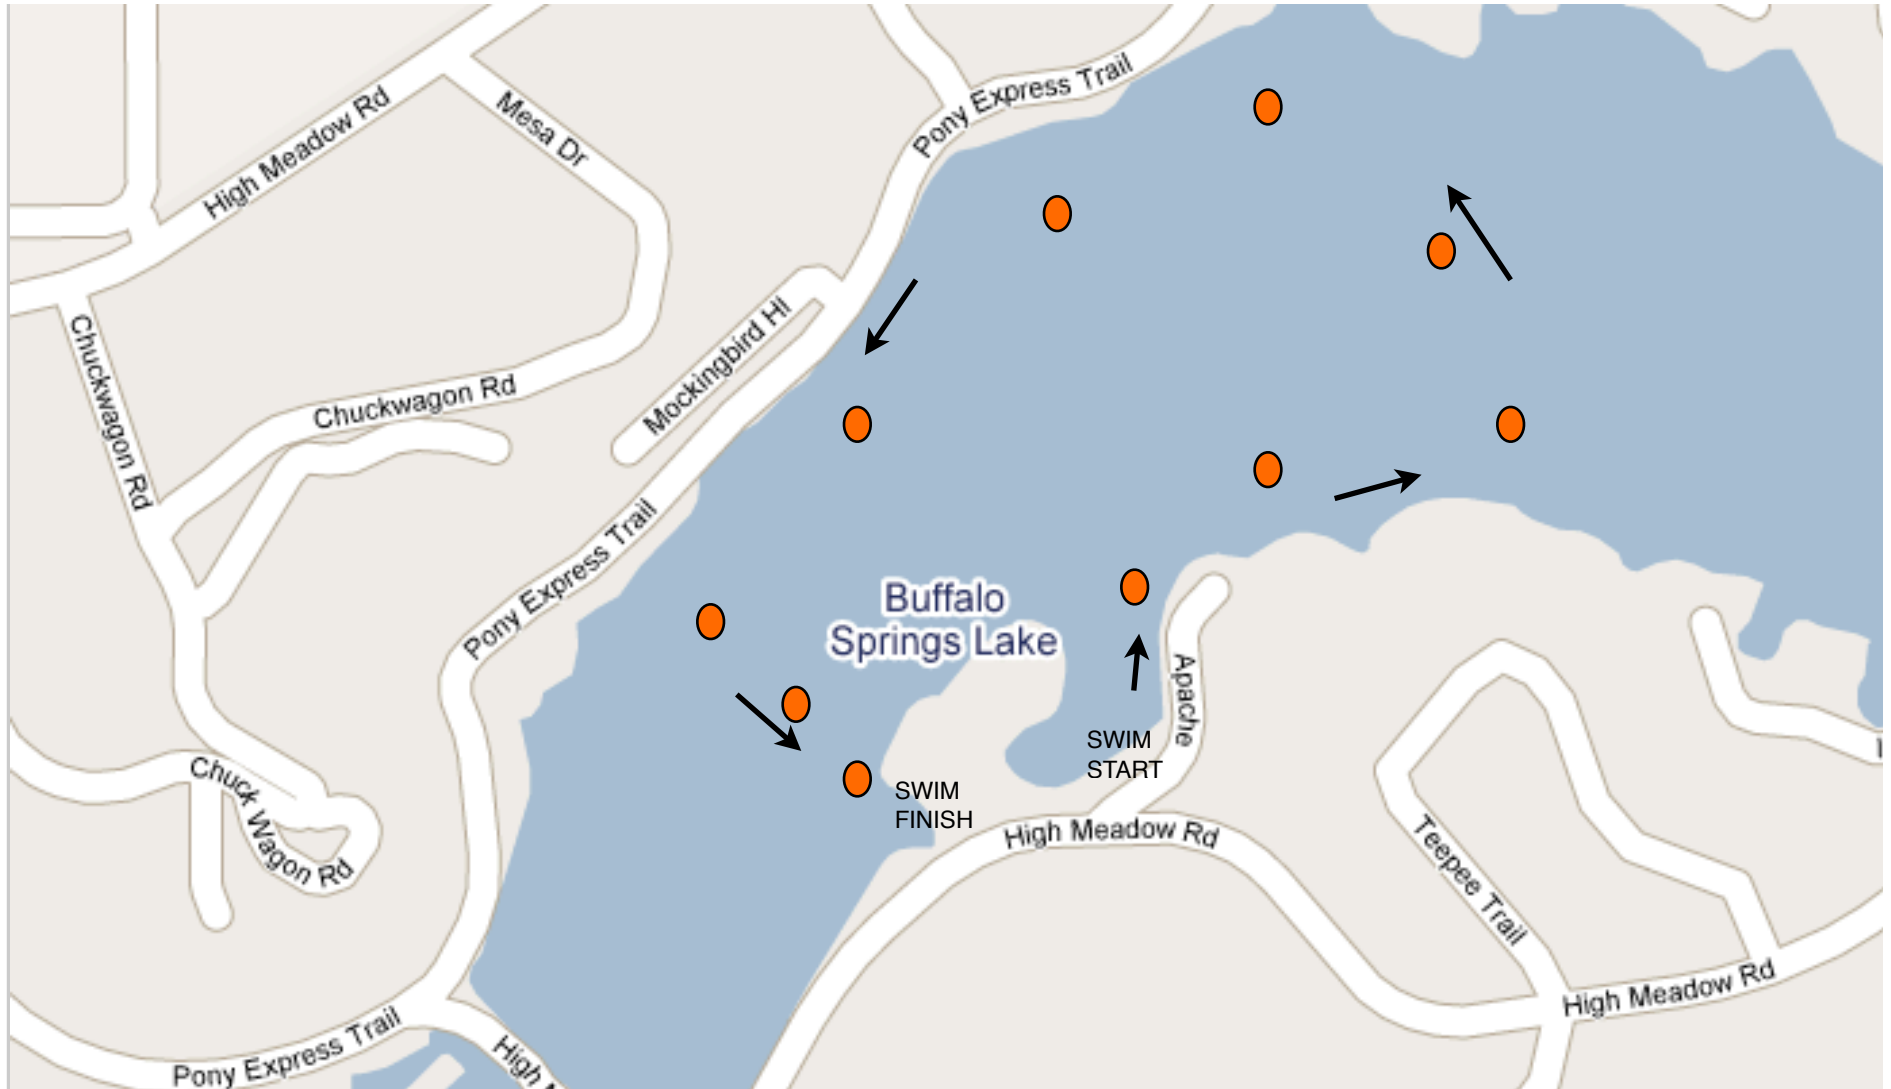 Pony Express Trail
High Meadow Rd
Mesa Dr
Mockingbird Hl
Chuckwagon Rd
Chuckwagon Rd
Pony Express Trail
Buffalo
Springs Lake
Apache
SWIM
START
SWIM
FINISH
Chuck Wagon Rd
High Meadow Rd
Teepee Trail
High Meadow Rd
Pony Express Trail
High